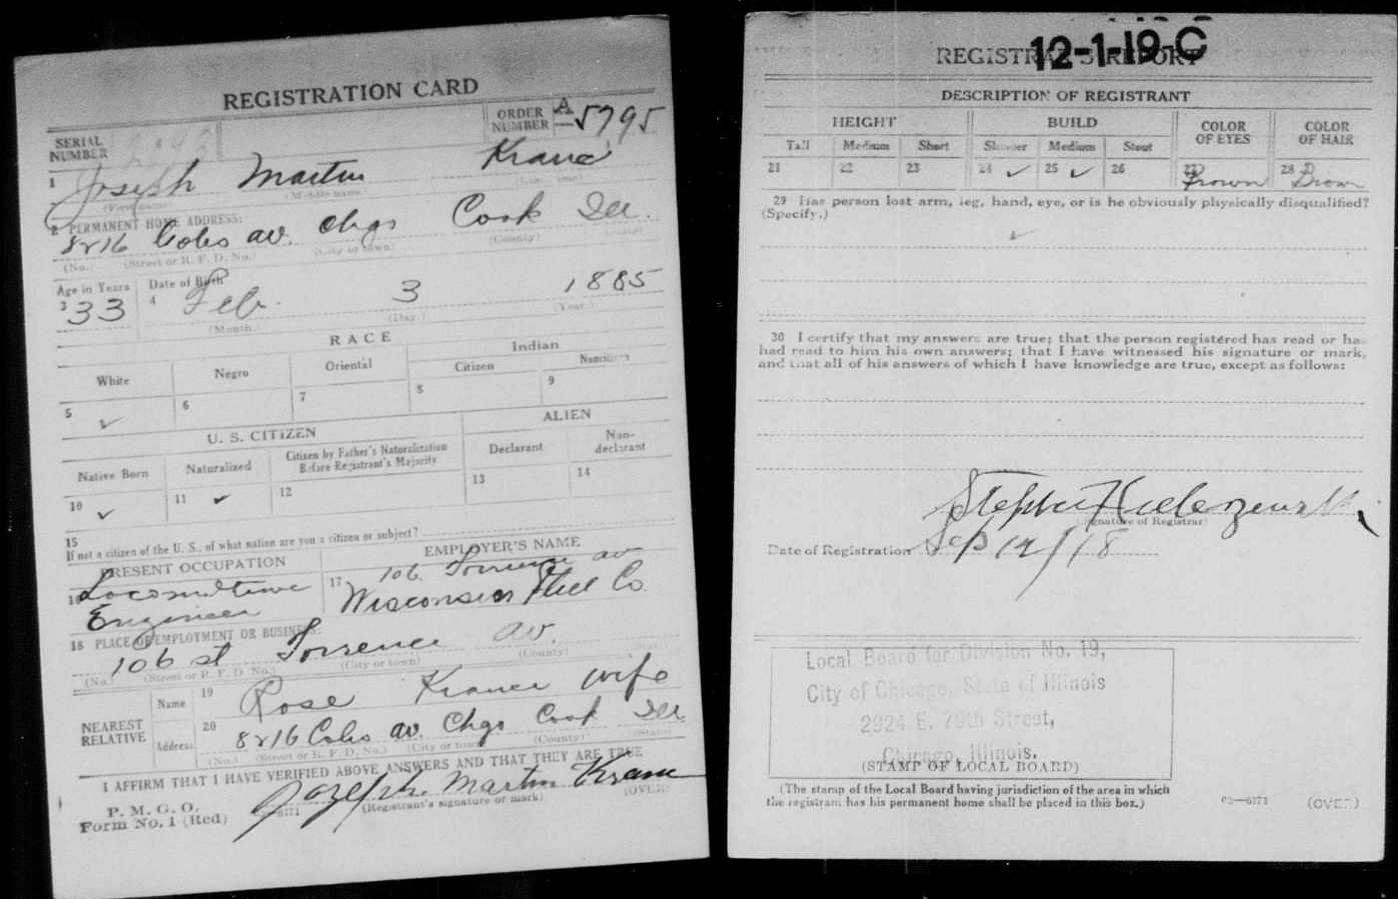 REGISTRATION CARD
SERIAL NUMBER
ORDER NUMBER A 5795
1 Joseph Martin
(First name) (Middle name) (Last name)
2 PERMANENT HOME ADDRESS:
8216 Coles av. Chgo Cook Ill.
(No.) (Street or R. F. D. No.) (City or town) (County) (State)
Age in Years Date of Birth
3 33 4 Feb. 3 1885
(Month.) (Day.) (Year.)
RACE
White Negro Oriental Indian
Citizen Noncitizen
5 ✓ 6 7 8 9
U. S. CITIZEN ALIEN
Native Born Naturalized Citizen by Father's Naturalization Before Registrant's Majority Declarant Non-declarant
10 ✓ 11 ✓ 12 13 14
15
If not a citizen of the U. S., of what nation are you a citizen or subject?
PRESENT OCCUPATION EMPLOYER'S NAME
16 Locomotive Engineer 17 106 Torrence av
Wisconsin Steel Co.
18 PLACE OF EMPLOYMENT OR BUSINESS:
106 st Torrence av.
(No.) (Street or R. F. D. No.) (City or town) (County) (State)
NEAREST RELATIVE
Name 19 Rose wife
Address 20 8216 Coles av. Chgo Cook Ill.
(No.) (Street or R. F. D. No.) (City or town) (County) (State)
I AFFIRM THAT I HAVE VERIFIED ABOVE ANSWERS AND THAT THEY ARE TRUE
P. M. G. O.
Form No. 1 (Red)
Joseph Martin
(Registrant's signature or mark) (OVER)
12-1-19-C
REGISTRAR'S REPORT
DESCRIPTION OF REGISTRANT
HEIGHT BUILD COLOR OF EYES COLOR OF HAIR
Tall Medium Short Slender Medium Stout
21 22 23 24 ✓ 25 ✓ 26 27 Brown 28 Brown
29 Has person lost arm, leg, hand, eye, or is he obviously physically disqualified?
(Specify.)
30 I certify that my answers are true; that the person registered has read or has
had read to him his own answers; that I have witnessed his signature or mark,
and that all of his answers of which I have knowledge are true, except as follows:
(Signature of Registrar)
Date of Registration Sep 12/18
Local Board for Division No. 19,
City of Chicago, State of Illinois
2924 E. 79th Street,
Chicago, Illinois.
(STAMP OF LOCAL BOARD)
(The stamp of the Local Board having jurisdiction of the area in which
the registrant has his permanent home shall be placed in this box.)
03—6171 (OVER)